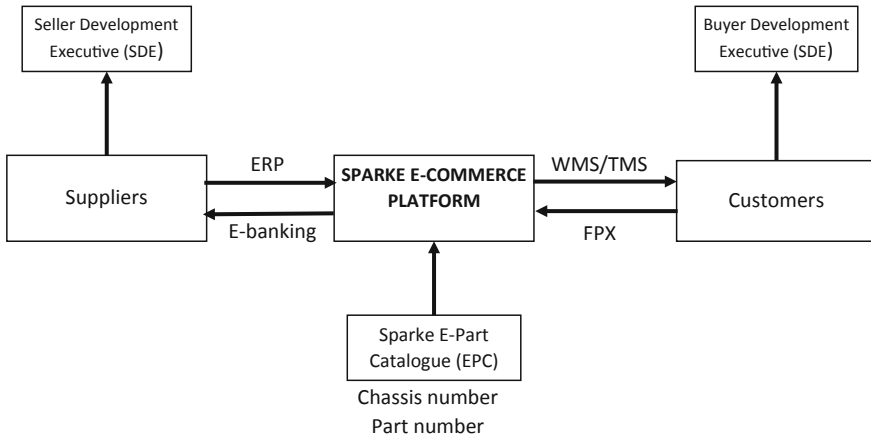 Seller Development
Executive (SDE)
Buyer Development
Executive (SDE)
ERP
SPARKE E-COMMERCE
PLATFORM
WMS/TMS
Suppliers
Customers
E-banking
FPX
Sparke E-Part
Catalogue (EPC)
Chassis number
Part number